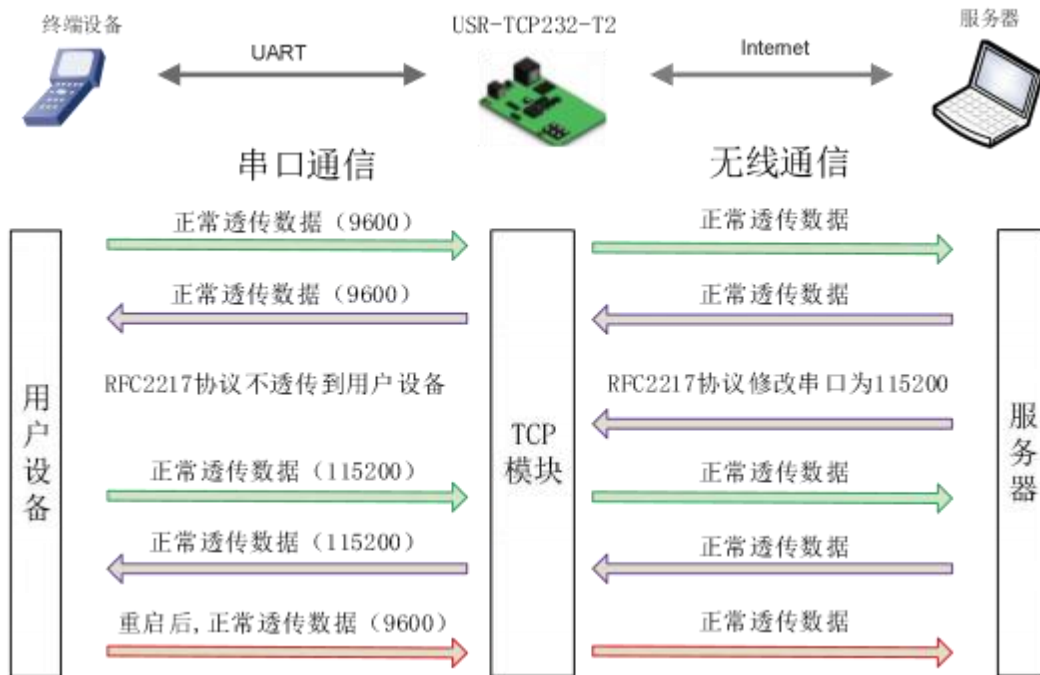 终端设备
USR-TCP232-T2
服务器
UART
Internet
串口通信
无线通信
正常透传数据（9600）
正常透传数据
正常透传数据（9600）
正常透传数据
RFC2217协议不透传到用户设备
RFC2217协议修改串口为115200
用户设备
TCP
模块
服务器
正常透传数据（115200）
正常透传数据
正常透传数据（115200）
正常透传数据
重启后,正常透传数据（9600）
正常透传数据